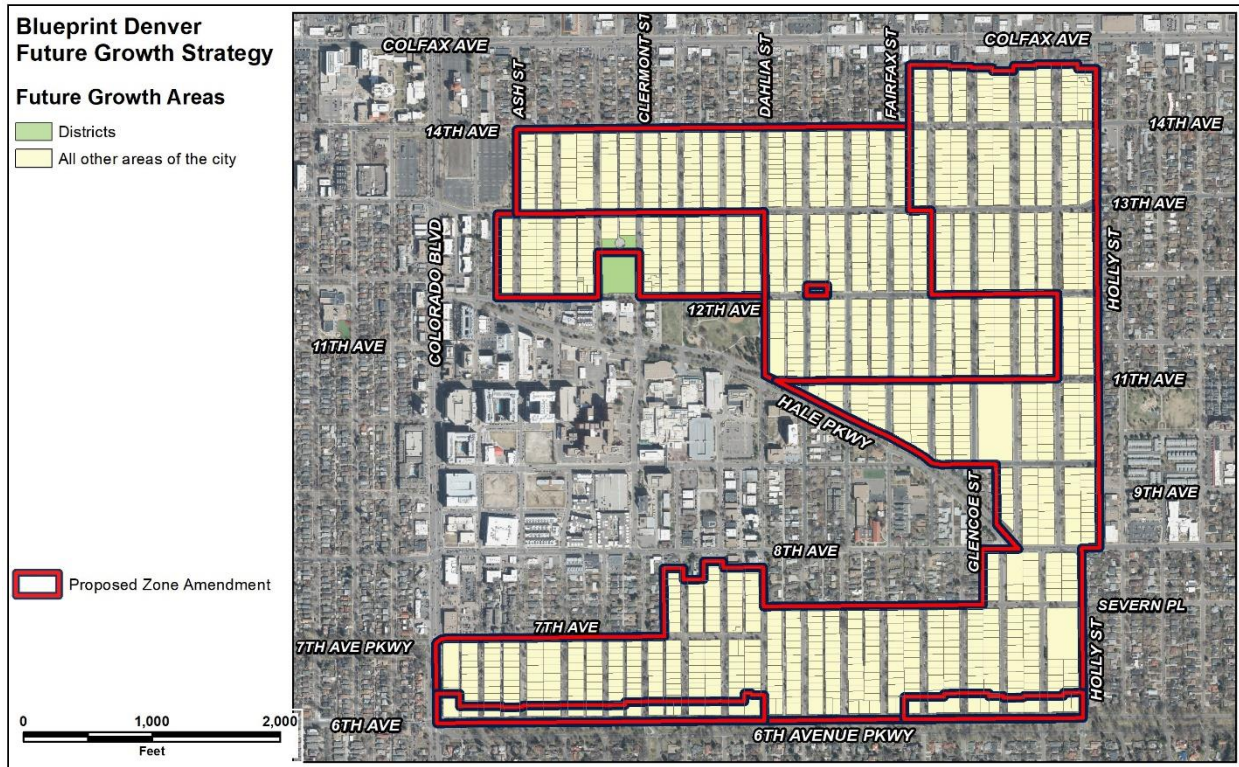 Blueprint Denver
Future Growth Strategy
Future Growth Areas
Districts
All other areas of the city
Proposed Zone Amendment
0 1,000 2,000
Feet
COLFAX AVE
CLERMONT ST
DAHLIA ST
FAIRFAX ST
COLFAX AVE
ASH ST
14TH AVE
14TH AVE
13TH AVE
COLORADO BLVD
HOLLY ST
12TH AVE
11TH AVE
11TH AVE
HALE PKWY
9TH AVE
GLENCOE ST
8TH AVE
SEVERN PL
7TH AVE
7TH AVE PKWY
HOLLY ST
6TH AVE
6TH AVENUE PKWY